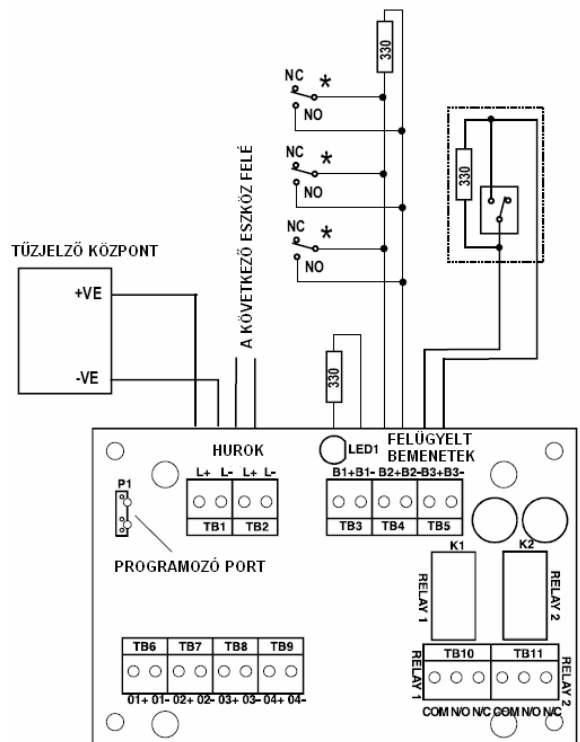 330
NC *
NO
NC *
NO
NC *
NO
330
TŰZJELZŐ KÖZPONT
+VE
-VE
A KÖVETKEZŐ ESZKÖZ FELÉ
330
HUROK
LED1
FELÜGYELT
BEMENETEK
L+ L- L+ L-
B1+B1- B2+B2-B3+B3-
P1
TB1 TB2
TB3 TB4 TB5
PROGRAMOZÓ PORT
K1 K2
RELAY 1
RELAY 2
TB6 TB7 TB8 TB9
TB10 TB11
RELAY 1
RELAY 2
01+ 01- 02+ 02- 03+ 03- 04+ 04-
COM N/O N/C COM N/O N/C